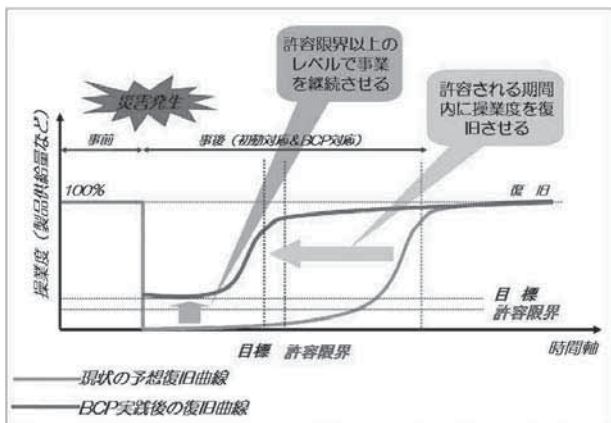 許容限界以上の
レベルで事業
を継続させる
許容される期間
内に操業度を復
旧させる
災害発生
事前
事後(初動対応&BCP対応)
操業度(製品供給量など)
100%
復旧
目標
許容限界
目標 許容限界
時間軸
現状の予想復旧曲線
BCP実践後の復旧曲線